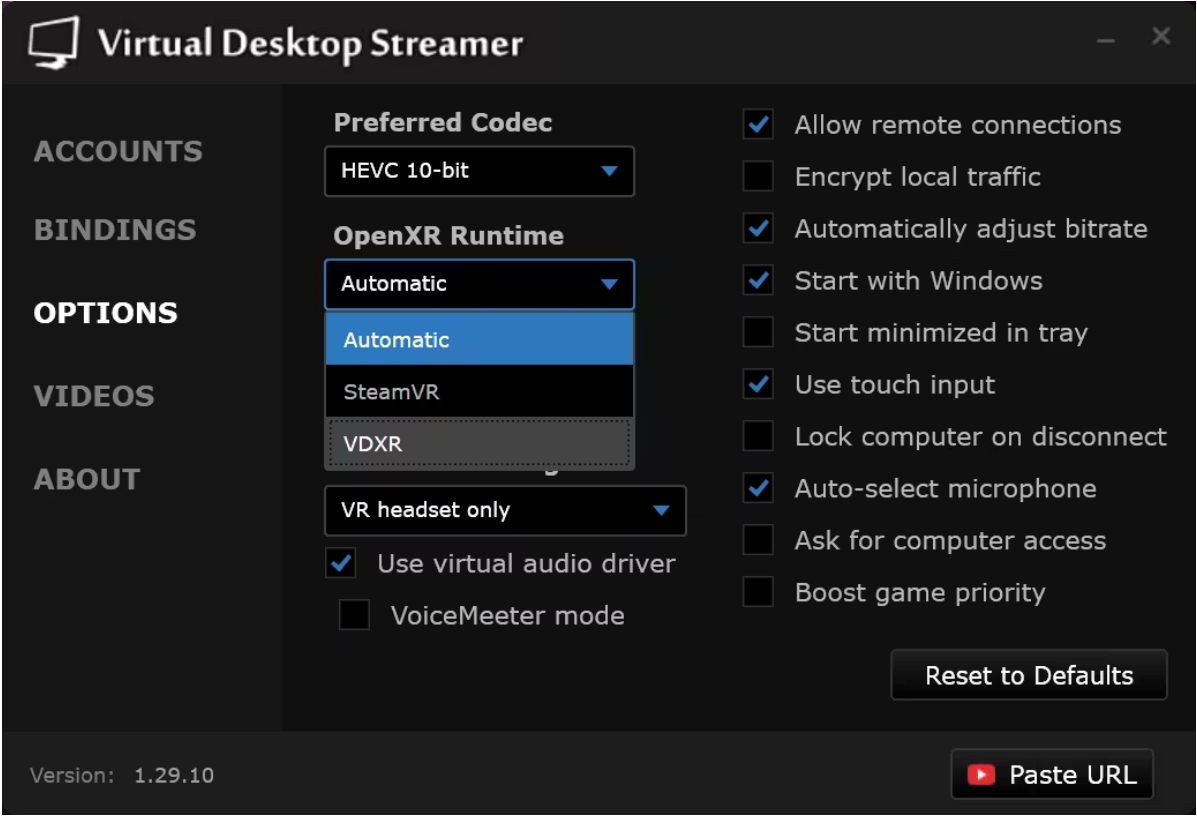 Virtual Desktop Streamer
ACCOUNTS
BINDINGS
OPTIONS
VIDEOS
ABOUT
Preferred Codec
HEVC 10-bit
OpenXR Runtime
Automatic
Automatic
SteamVR
VDXR
VR headset only
Use virtual audio driver
VoiceMeeter mode
Allow remote connections
Encrypt local traffic
Automatically adjust bitrate
Start with Windows
Start minimized in tray
Use touch input
Lock computer on disconnect
Auto-select microphone
Ask for computer access
Boost game priority
Reset to Defaults
Version: 1.29.10
Paste URL